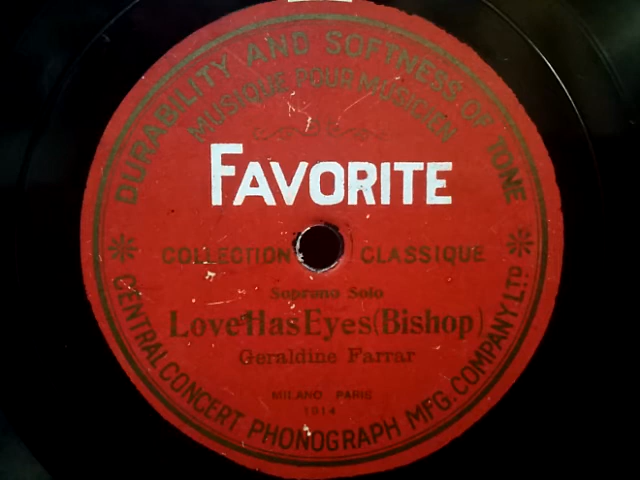 DURABILITY AND SOFTNESS OF TONE
MUSIQUE POUR MUSICIEN
FAVORITE
COLLECTION CLASSIQUE
Soprano Solo
Love Has Eyes (Bishop)
Geraldine Farrar
MILANO PARIS
1914
CENTRAL CONCERT PHONOGRAPH MFG. COMPANY LTD